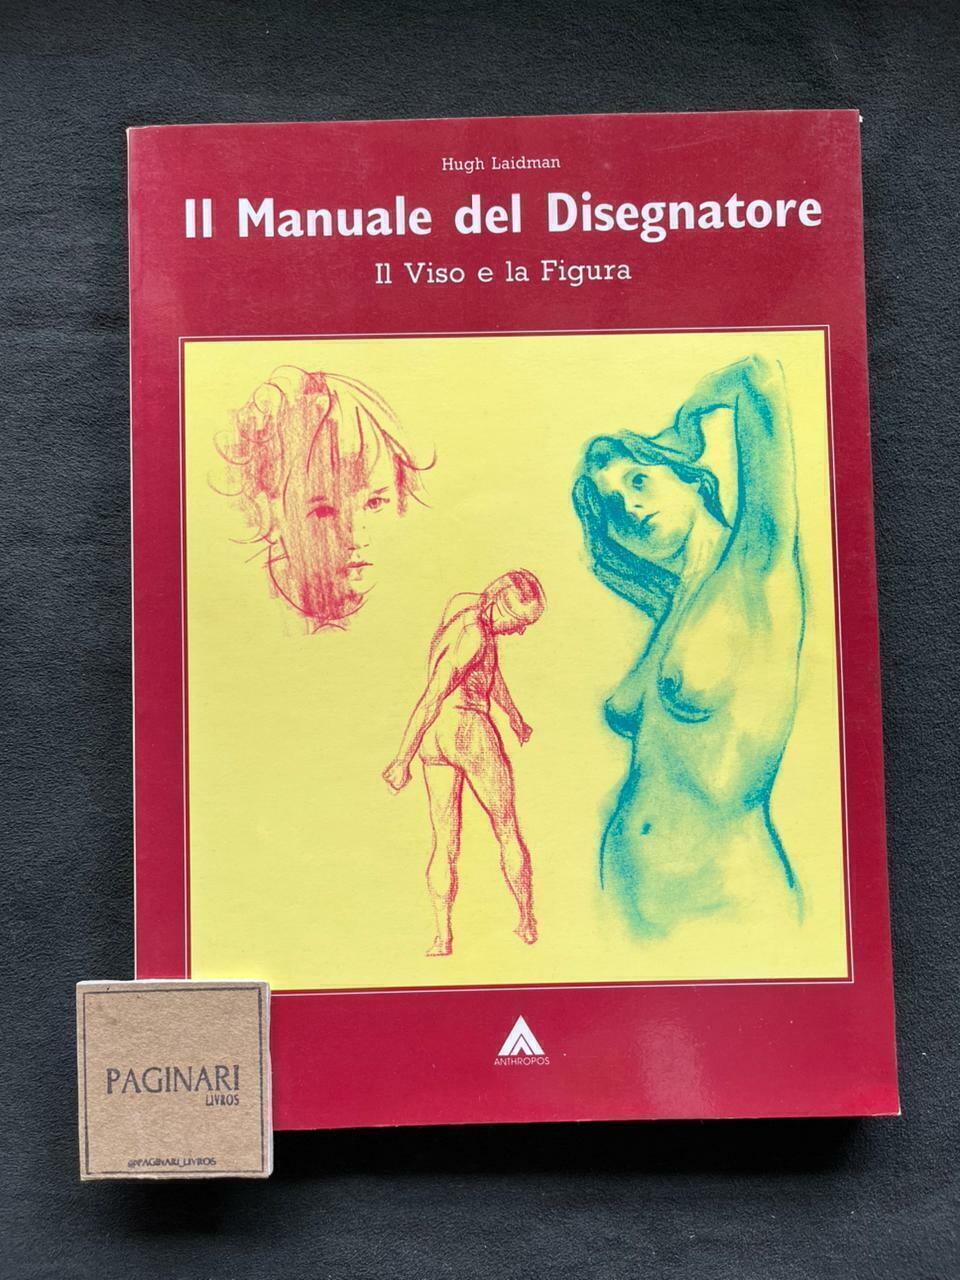 Hugh Laidman
Il Manuale del Disegnatore
Il Viso e la Figura
ANTHROPOS
PAGINARI
LIVROS
@PAGINARI_LIVROS